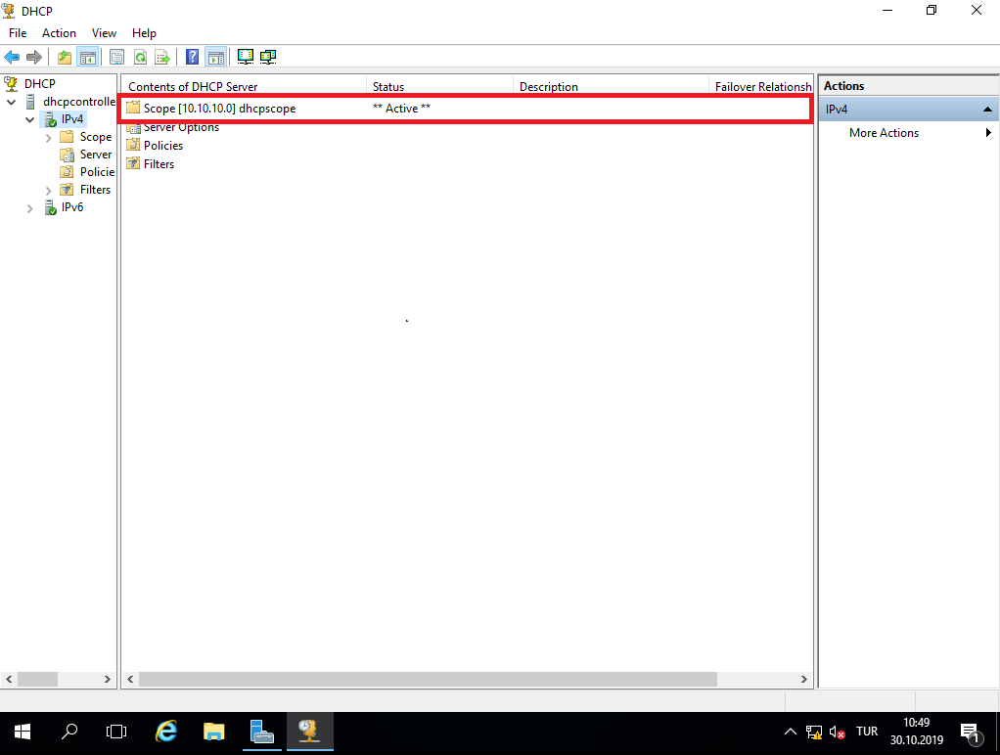 DHCP
File Action View Help
DHCP
dhcpcontrolle
IPv4
Scope
Server
Policie
Filters
IPv6
Contents of DHCP Server Status Description Failover Relationsh
Scope [10.10.10.0] dhcpscope ** Active **
Server Options
Policies
Filters
Actions
IPv4
More Actions
TUR
10:49
30.10.2019
1